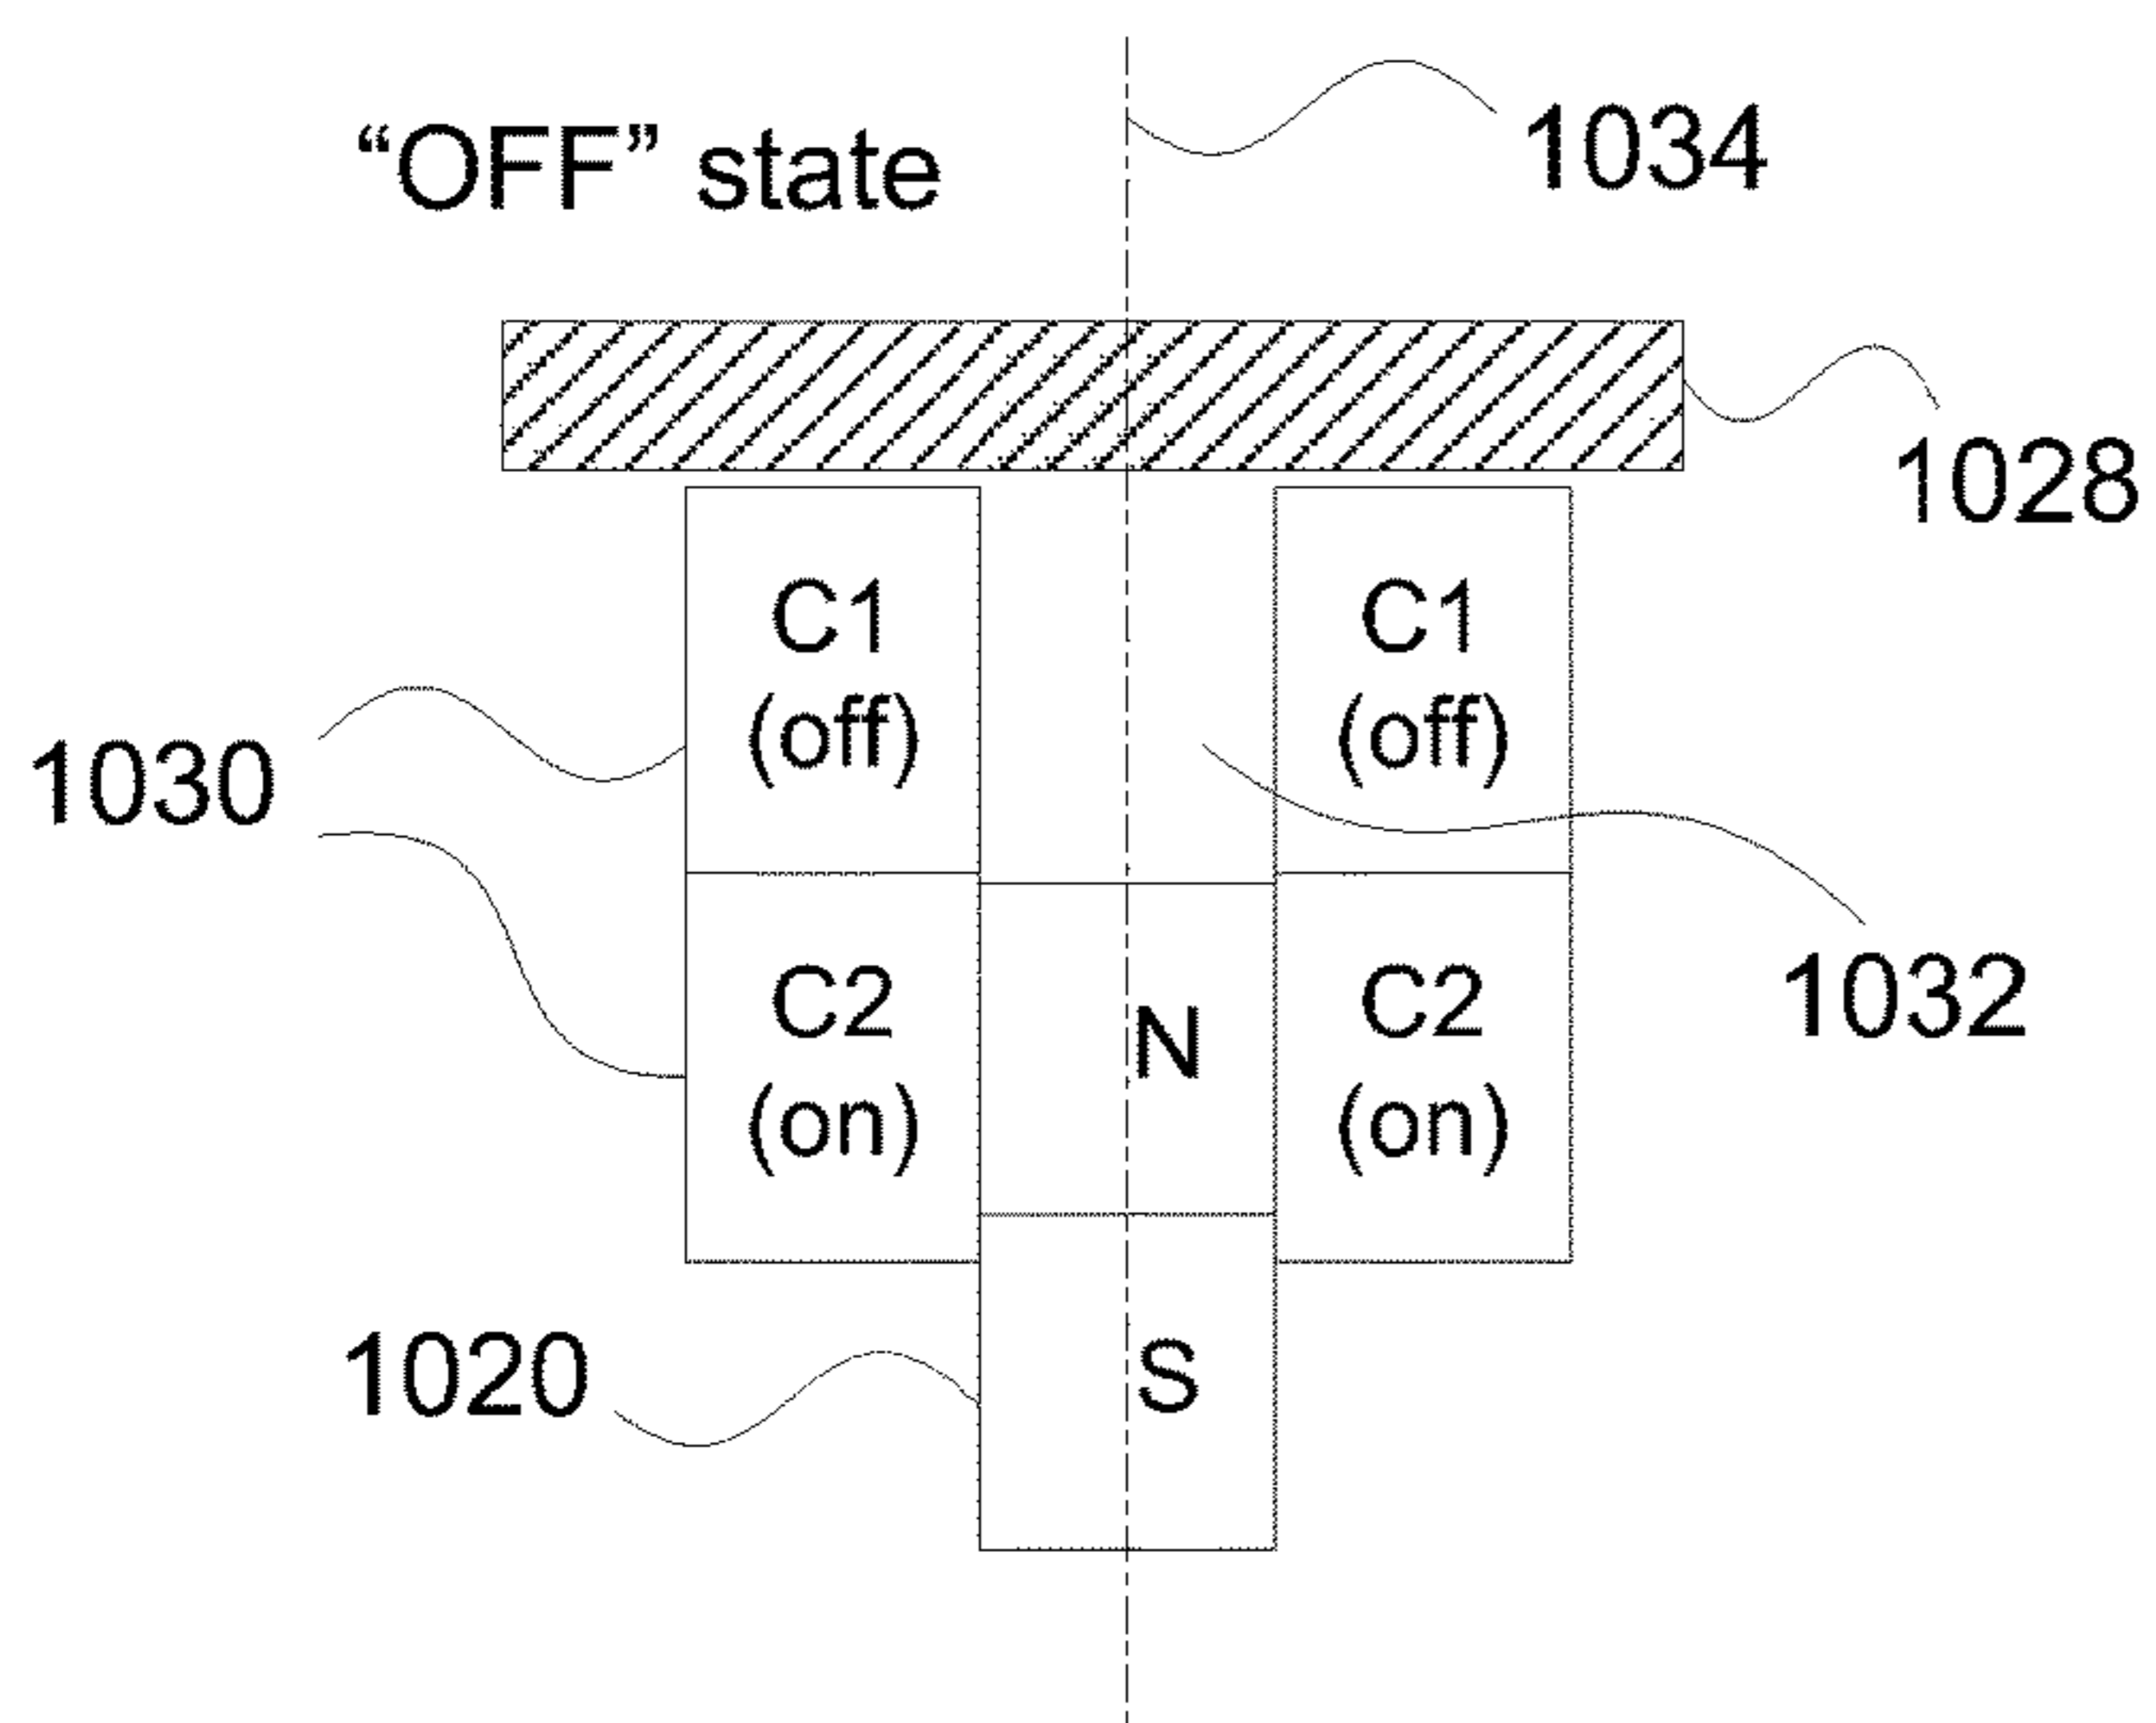 “OFF” state
1034
1028
C1
(off)
C1
(off)
1030
1032
C2
(on)
N
C2
(on)
1020
S